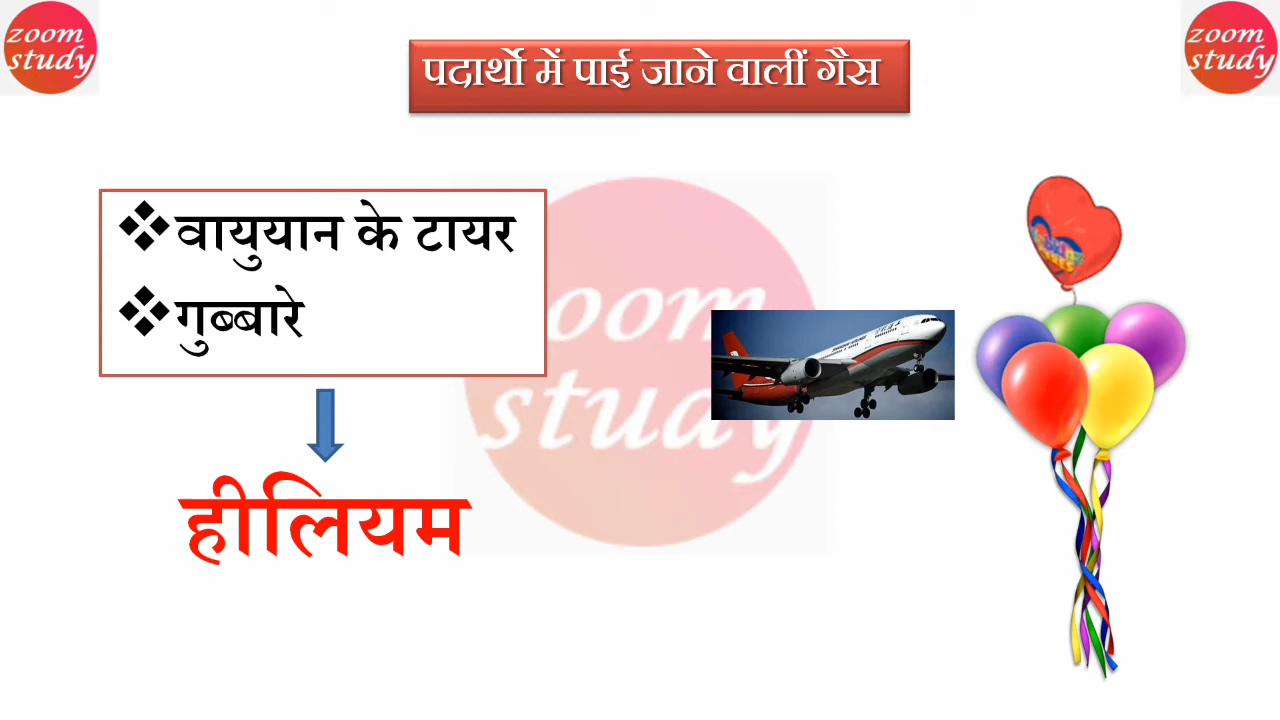 zoom
study
पदार्थो में पाई जाने वालीं गैस
zoom
study
वायुयान के टायर
गुब्बारे
zoom
study
हीलियम